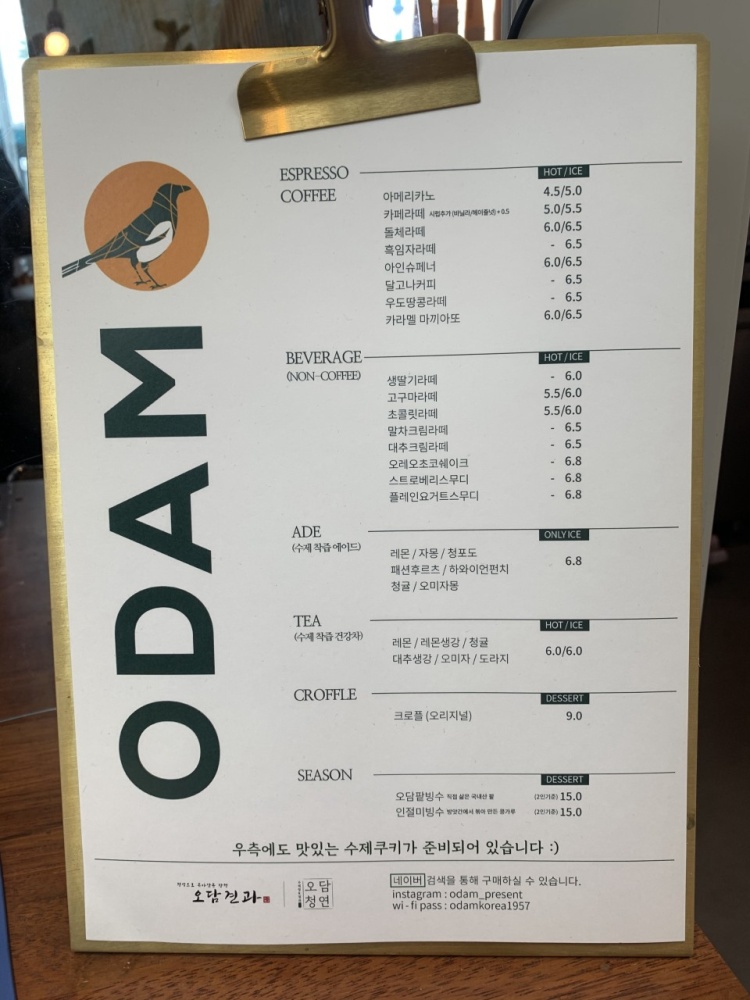 ODAM
ESPRESSO
COFFEE
HOT / ICE
아메리카노 4.5/5.0
카페라떼 시럽추가 (바닐라/헤이즐넛) + 0.5 5.0/5.5
돌체라떼 6.0/6.5
흑임자라떼 - 6.5
아인슈페너 6.0/6.5
달고나커피 - 6.5
우도땅콩라떼 - 6.5
카라멜 마끼아또 6.0/6.5
BEVERAGE
(NON-COFFEE)
HOT / ICE
생딸기라떼 - 6.0
고구마라떼 5.5/6.0
초콜릿라떼 5.5/6.0
말차크림라떼 - 6.5
대추크림라떼 - 6.5
오레오초코쉐이크 - 6.8
스트로베리스무디 - 6.8
플레인요거트스무디 - 6.8
ADE
(수제 착즙 에이드)
ONLY ICE
레몬 / 자몽 / 청포도
패션후르츠 / 하와이언펀치 6.8
청귤 / 오미자몽
TEA
(수제 착즙 건강차)
HOT / ICE
레몬 / 레몬생강 / 청귤
대추생강 / 오미자 / 도라지 6.0/6.0
CROFFLE
DESSERT
크로플 (오리지널) 9.0
SEASON
DESSERT
오담팥빙수 직접 삶은 국내산 팥 (2인기준) 15.0
인절미빙수 방앗간에서 볶아 만든 콩가루 (2인기준) 15.0
우측에도 맛있는 수제쿠키가 준비되어 있습니다 :)
오담견과
오담
청연
네이버 검색을 통해 구매하실 수 있습니다.
instagram : odam_present
wi - fi pass : odamkorea1957